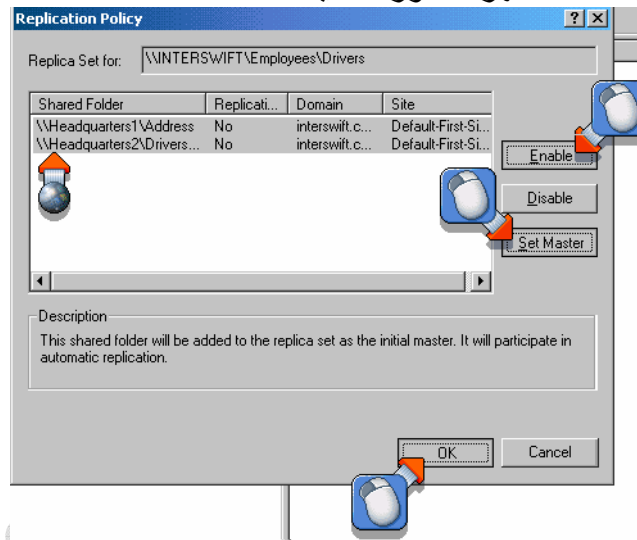 Replication Policy
Replica Set for: \\INTERSWIFT\Employees\Drivers
Shared Folder Replicati... Domain Site
\\Headquarters1\Address No interswift.c... Default-First-Si...
\\Headquarters2\Drivers... No interswift.c... Default-First-Si...
Enable
Disable
Set Master
Description
This shared folder will be added to the replica set as the initial master. It will participate in
automatic replication.
OK Cancel